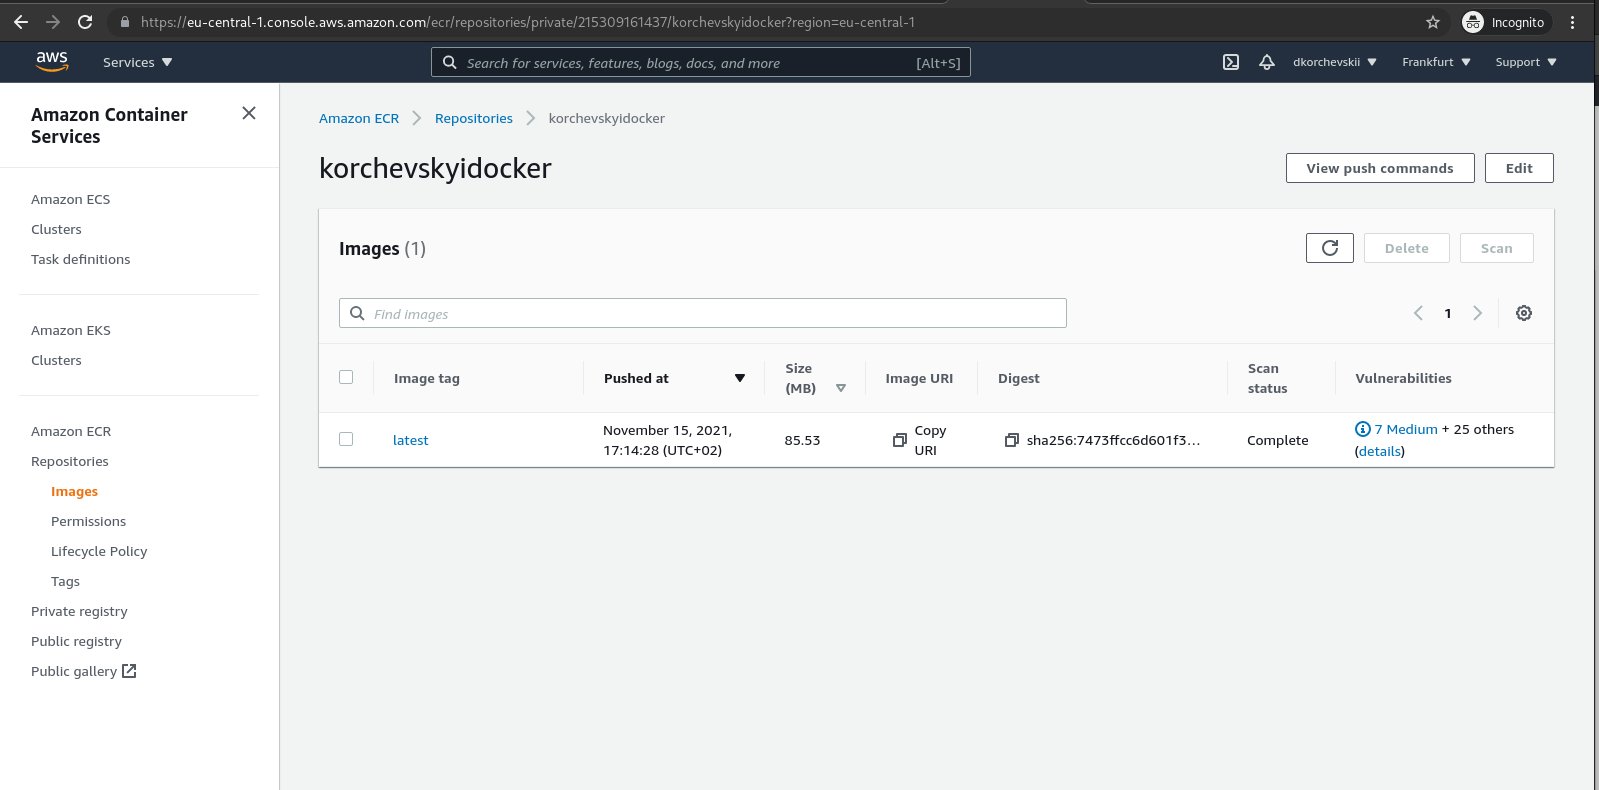 https://eu-central-1.console.aws.amazon.com/ecr/repositories/private/215309161437/korchevskyidocker?region=eu-central-1
Incognito
aws
Services
Search for services, features, blogs, docs, and more
[Alt+S]
dkorchevskii
Frankfurt
Support
Amazon Container
Services
Amazon ECS
Clusters
Task definitions
Amazon EKS
Clusters
Amazon ECR
Repositories
Images
Permissions
Lifecycle Policy
Tags
Private registry
Public registry
Public gallery
Amazon ECR
Repositories
korchevskyidocker
korchevskyidocker
View push commands
Edit
Images (1)
Delete
Scan
Find images
1
Image tag
Pushed at
Size
(MB)
Image URI
Digest
Scan
status
Vulnerabilities
latest
November 15, 2021,
17:14:28 (UTC+02)
85.53
Copy
URI
sha256:7473ffcc6d601f3...
Complete
7 Medium + 25 others
(details)